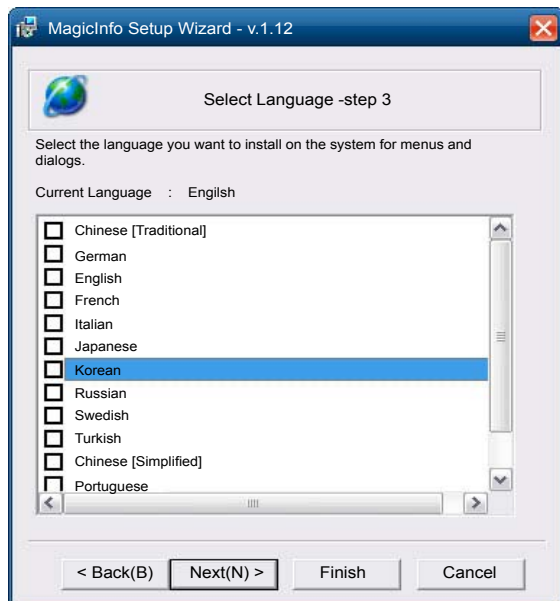 MagicInfo Setup Wizard - v.1.12
Select Language -step 3
Select the language you want to install on the system for menus and
dialogs.
Current Language : Engilsh
Chinese [Traditional]
German
English
French
Italian
Japanese
Korean
Russian
Swedish
Turkish
Chinese [Simplified]
Portuguese
< Back(B) Next(N) > Finish Cancel